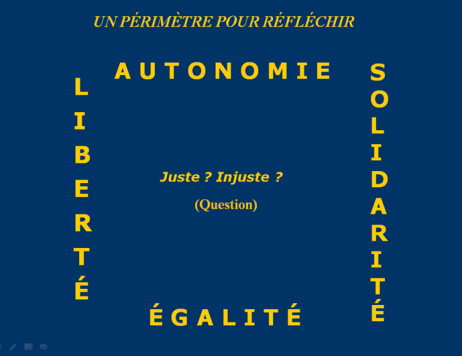 UN PÉRIMÈTRE POUR RÉFLÉCHIR
AUTONOMIE
LIBERTÉ
SOLIDARITÉ
Juste ? Injuste ?
(Question)
ÉGALITÉ